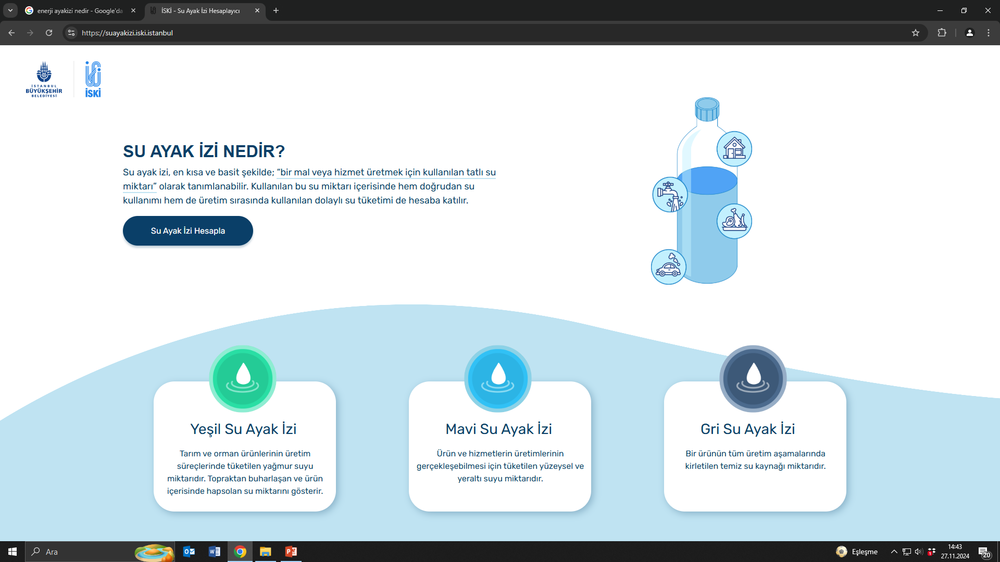 enerji ayakizi nedir - Google'da
İSKİ - Su Ayak İzi Hesaplayıcı
https://suayakizi.iski.istanbul
İSTANBUL
BÜYÜKŞEHİR
BELEDİYESİ
İSKİ
SU AYAK İZİ NEDİR?
Su ayak izi, en kısa ve basit şekilde; “bir mal veya hizmet üretmek için kullanılan tatlı su
miktarı” olarak tanımlanabilir. Kullanılan bu su miktarı içerisinde hem doğrudan su
kullanımı hem de üretim sırasında kullanılan dolaylı su tüketimi de hesaba katılır.
Su Ayak İzi Hesapla
Yeşil Su Ayak İzi
Tarım ve orman ürünlerinin üretim
süreçlerinde tüketilen yağmur suyu
miktarıdır. Topraktan buharlaşan ve ürün
içerisinde hapsolan su miktarını gösterir.
Mavi Su Ayak İzi
Ürün ve hizmetlerin üretimlerinin
gerçekleşebilmesi için tüketilen yüzeysel ve
yeraltı suyu miktarıdır.
Gri Su Ayak İzi
Bir ürünün tüm üretim aşamalarında
kirletilen temiz su kaynağı miktarıdır.
Ara
Eşleşme
14:43
27.11.2024
20